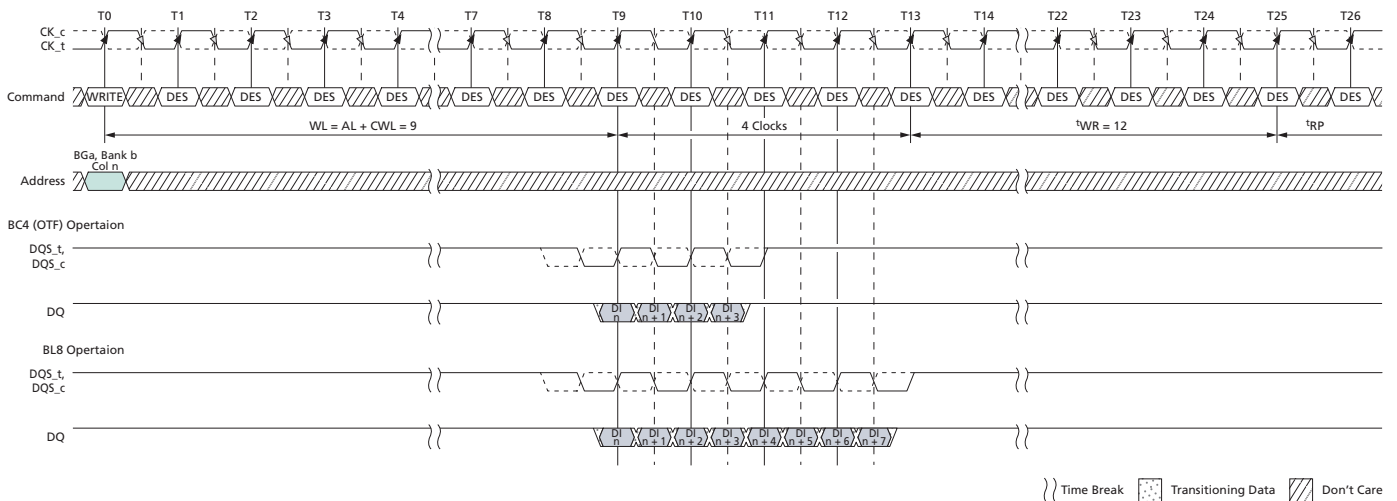 T0 T1 T2 T3 T4 T7 T8 T9 T10 T11 T12 T13 T14 T22 T23 T24 T25 T26
CK_c
CK_t
Command WRITE DES DES DES DES DES DES DES DES DES DES DES DES DES DES DES DES DES
WL = AL + CWL = 9 4 Clocks tWR = 12 tRP
BGa, Bank b
Col n
Address
BC4 (OTF) Opertaion
DQS_t,
DQS_c
DQ DI n DI n + 1 DI n + 2 DI n + 3
BL8 Opertaion
DQS_t,
DQS_c
DQ DI n DI n + 1 DI n + 2 DI n + 3 DI n + 4 DI n + 5 DI n + 6 DI n + 7
Time Break Transitioning Data Don't Care